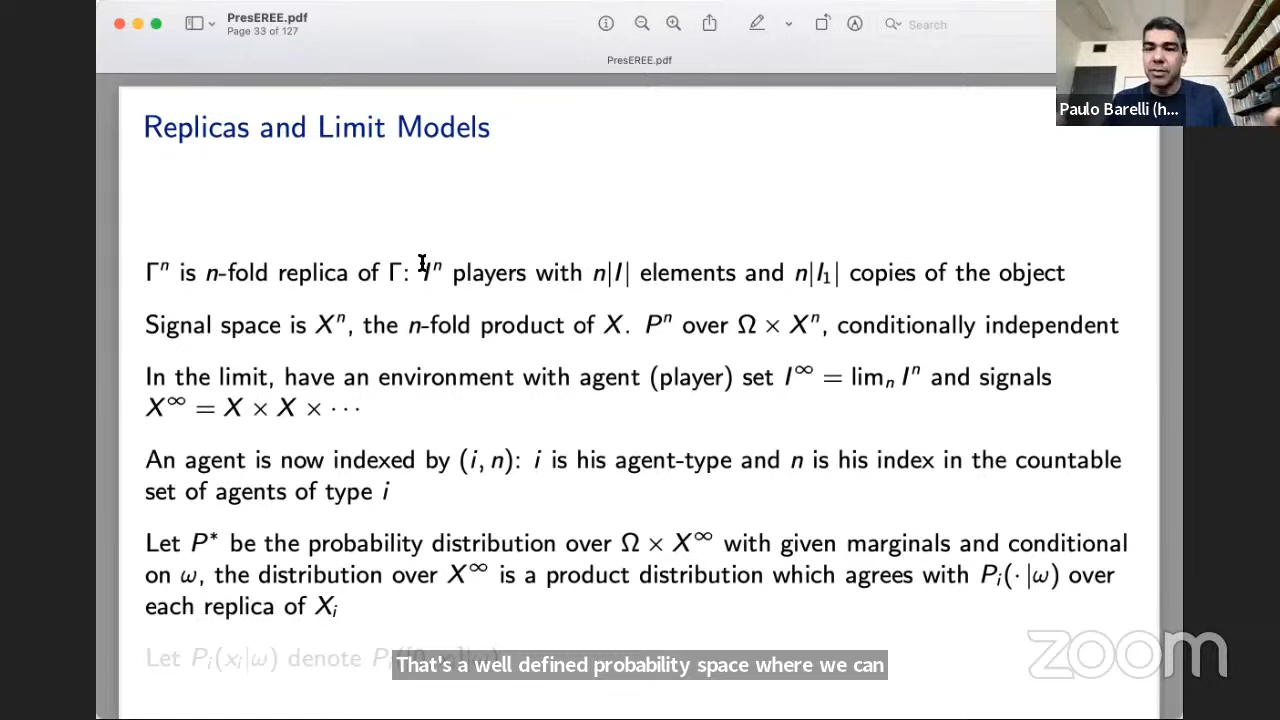 PresEREE.pdf
Page 33 of 127
Search
PresEREE.pdf
Paulo Barelli (h...
Replicas and Limit Models
Γⁿ is n-fold replica of Γ: Iⁿ players with n|I| elements and n|I₁| copies of the object
Signal space is Xⁿ, the n-fold product of X. Pⁿ over Ω × Xⁿ, conditionally independent
In the limit, have an environment with agent (player) set I^∞ = limₙ Iⁿ and signals
X^∞ = X × X × · · ·
An agent is now indexed by (i, n): i is his agent-type and n is his index in the countable
set of agents of type i
Let P* be the probability distribution over Ω × X^∞ with given marginals and conditional
on ω, the distribution over X^∞ is a product distribution which agrees with Pᵢ(· |ω) over
each replica of Xᵢ
Let Pᵢ(xᵢ|ω) denote
That's a well defined probability space where we can
zoom